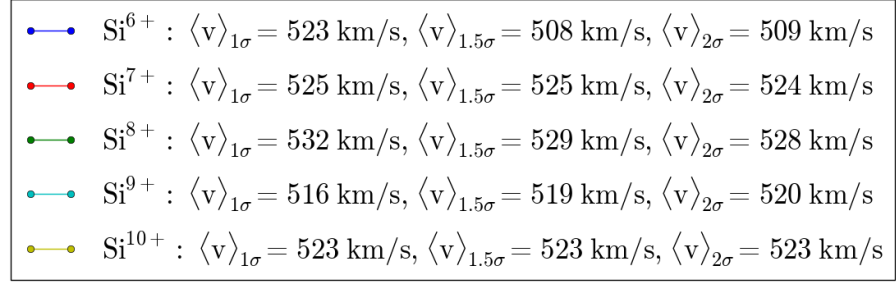 Si⁶⁺ : ⟨v⟩₁σ = 523 km/s, ⟨v⟩₁.₅σ = 508 km/s, ⟨v⟩₂σ = 509 km/s
Si⁷⁺ : ⟨v⟩₁σ = 525 km/s, ⟨v⟩₁.₅σ = 525 km/s, ⟨v⟩₂σ = 524 km/s
Si⁸⁺ : ⟨v⟩₁σ = 532 km/s, ⟨v⟩₁.₅σ = 529 km/s, ⟨v⟩₂σ = 528 km/s
Si⁹⁺ : ⟨v⟩₁σ = 516 km/s, ⟨v⟩₁.₅σ = 519 km/s, ⟨v⟩₂σ = 520 km/s
Si¹⁰⁺ : ⟨v⟩₁σ = 523 km/s, ⟨v⟩₁.₅σ = 523 km/s, ⟨v⟩₂σ = 523 km/s